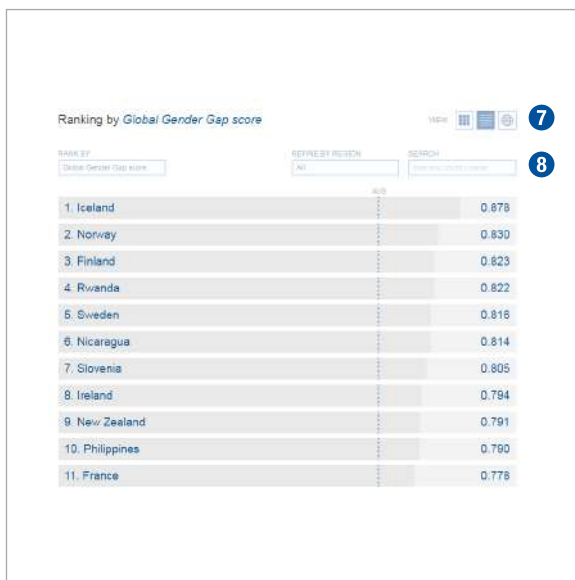 Ranking by Global Gender Gap score
VIEW
7
RANK BY
REFINE BY REGION
SEARCH
Global Gender Gap score
All
8
AVG
1. Iceland 0.878
2. Norway 0.830
3. Finland 0.823
4. Rwanda 0.822
5. Sweden 0.816
6. Nicaragua 0.814
7. Slovenia 0.805
8. Ireland 0.794
9. New Zealand 0.791
10. Philippines 0.790
11. France 0.778